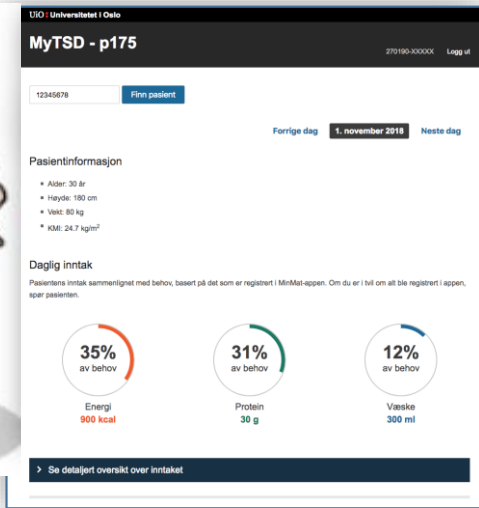 UiO : Universitetet i Oslo
MyTSD - p175
270190-XXXXX Logg ut
12345678 Finn pasient
Forrige dag 1. november 2018 Neste dag
Pasientinformasjon
Alder: 30 år
Høyde: 180 cm
Vekt: 80 kg
KMI: 24.7 kg/m²
Daglig inntak
Pasientens inntak sammenlignet med behov, basert på det som er registrert i MinMat-appen. Om du er i tvil om alt ble registrert i appen,
spør pasienten.
35% 31% 12%
av behov av behov av behov
Energi Protein Væske
900 kcal 30 g 300 ml
> Se detaljert oversikt over inntaket